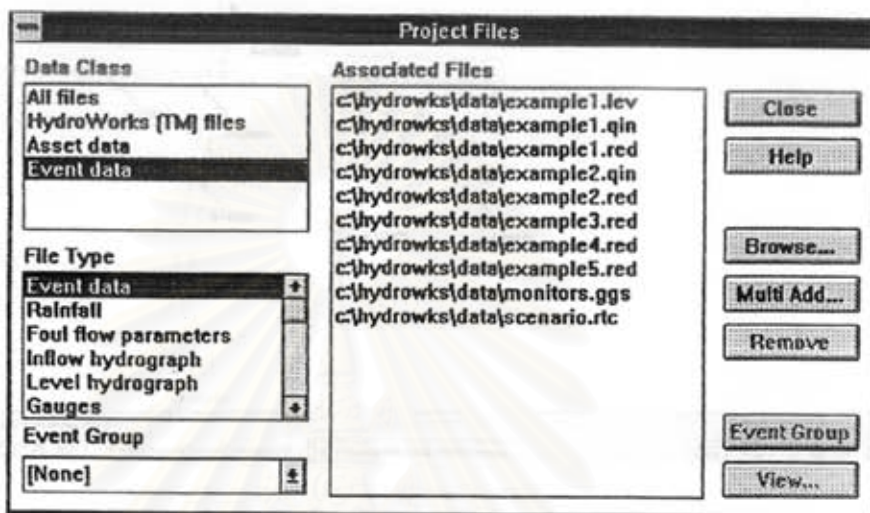 Project Files
Data Class
All files
HydroWorks (TM) files
Asset data
Event data
File Type
Event data
Rainfall
Foul flow parameters
Inflow hydrograph
Level hydrograph
Gauges
Event Group
[None]
Associated Files
c:\hydrowks\data\example1.lev
c:\hydrowks\data\example1.qin
c:\hydrowks\data\example1.red
c:\hydrowks\data\example2.qin
c:\hydrowks\data\example2.red
c:\hydrowks\data\example3.red
c:\hydrowks\data\example4.red
c:\hydrowks\data\example5.red
c:\hydrowks\data\monitors.ggs
c:\hydrowks\data\scenario.rtc
Close
Help
Browse...
Multi Add...
Remove
Event Group
View...